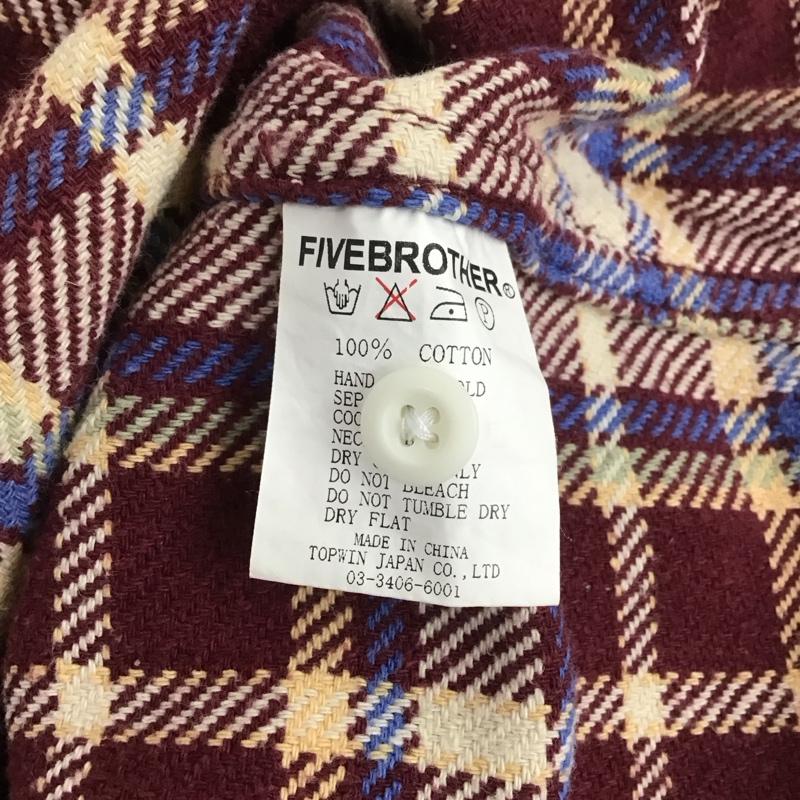 FIVEBROTHER®
P
100% COTTON
HAND
SEP
DRY
DO NOT BLEACH
DO NOT TUMBLE DRY
DRY FLAT
MADE IN CHINA
TOPWIN JAPAN CO.,LTD
03-3406-6001